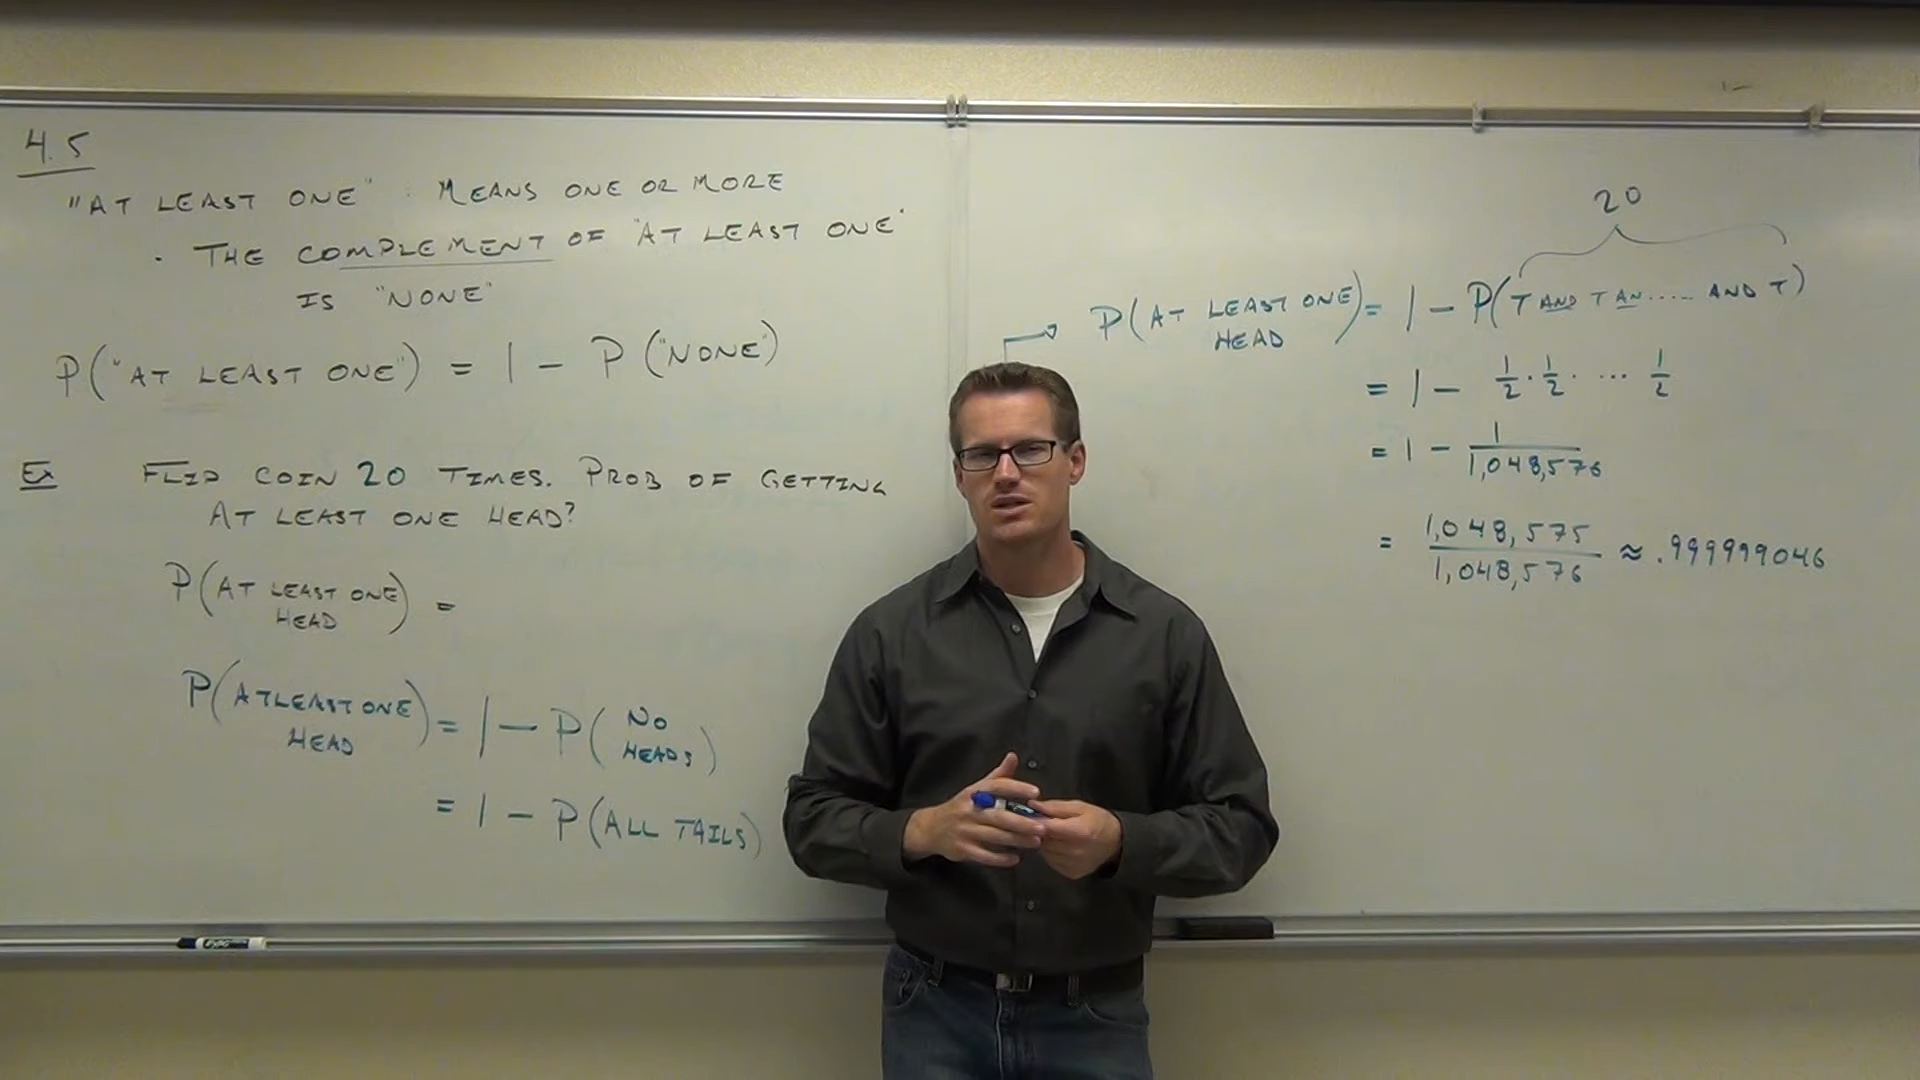 4.5
"AT LEAST ONE" : MEANS ONE OR MORE
· THE COMPLEMENT OF "AT LEAST ONE"
IS "NONE"
P("AT LEAST ONE") = 1 - P("NONE")
Ex FLIP COIN 20 TIMES. PROB OF GETTING
AT LEAST ONE HEAD?
P(AT LEAST ONE HEAD) =
P(AT LEAST ONE HEAD) = 1 - P(NO HEADS)
= 1 - P(ALL TAILS)
20
P(AT LEAST ONE HEAD) = 1 - P(T AND T AN..... AND T)
= 1 - 1/2 · 1/2 · ... 1/2
= 1 - 1/1,048,576
= 1,048,575/1,048,576 ≈ .999999046
EXPO